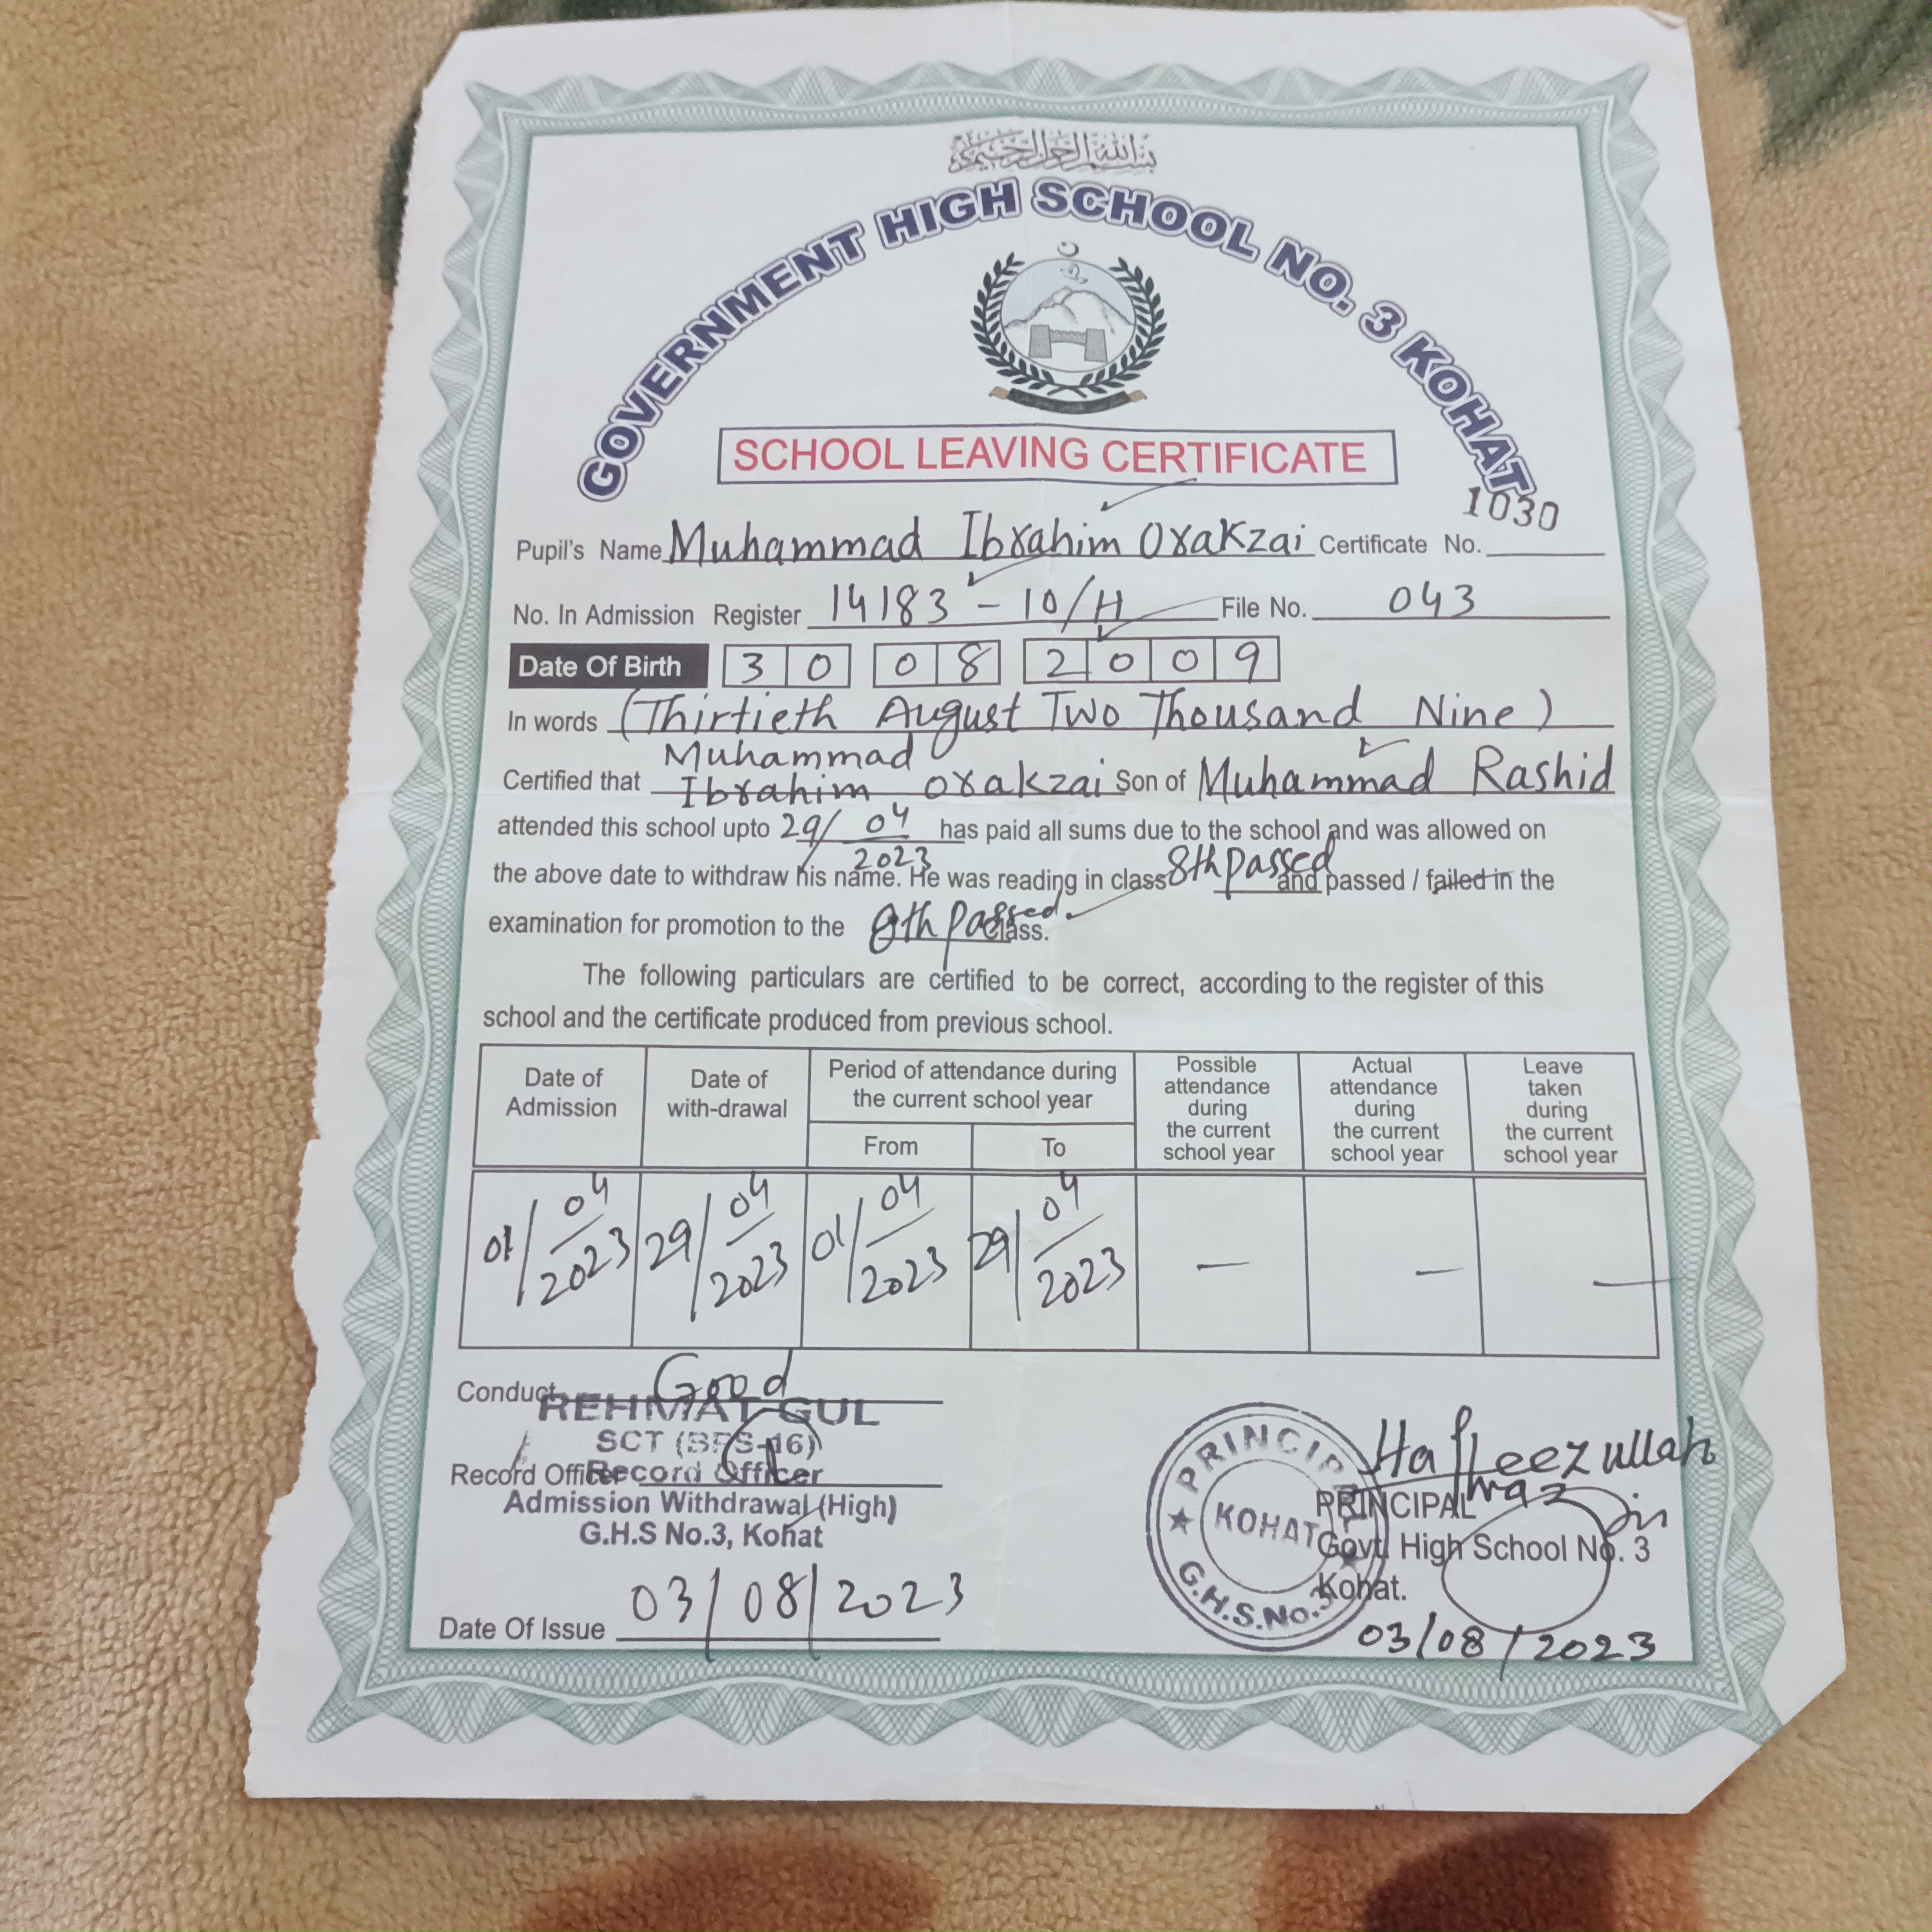 بسم الله الرحمن الرحيم
GOVERNMENT HIGH SCHOOL NO. 3 KOHAT
SCHOOL LEAVING CERTIFICATE
1030
Pupil's Name Muhammad Ibrahim Orakzai Certificate No.
No. In Admission Register 14183 - 10/H File No. 043
Date Of Birth 3 0 0 8 2 0 0 9
In words (Thirtieth August Two Thousand Nine)
Muhammad
Certified that Ibrahim Orakzai Son of Muhammad Rashid
attended this school upto 29/04/2023 has paid all sums due to the school and was allowed on
the above date to withdraw his name. He was reading in class 8th passed and passed / failed in the
examination for promotion to the 8th passed. class.
The following particulars are certified to be correct, according to the register of this
school and the certificate produced from previous school.
Date of Admission
Date of with-drawal
Period of attendance during the current school year
From
To
Possible attendance during the current school year
Actual attendance during the current school year
Leave taken during the current school year
01/04/2023 29/04/2023 01/04/2023 29/04/2023 — — —
Conduct Good
REHMAT GUL
SCT (BPS-16)
Record Officer Record Officer
Admission Withdrawal (High)
G.H.S No.3, Kohat
Date Of Issue 03/08/2023
PRINCIPAL
KOHAT
G.H.S.No.3
Hafeezullah
PRINCIPAL
Govt. High School No. 3
Kohat.
03/08/2023